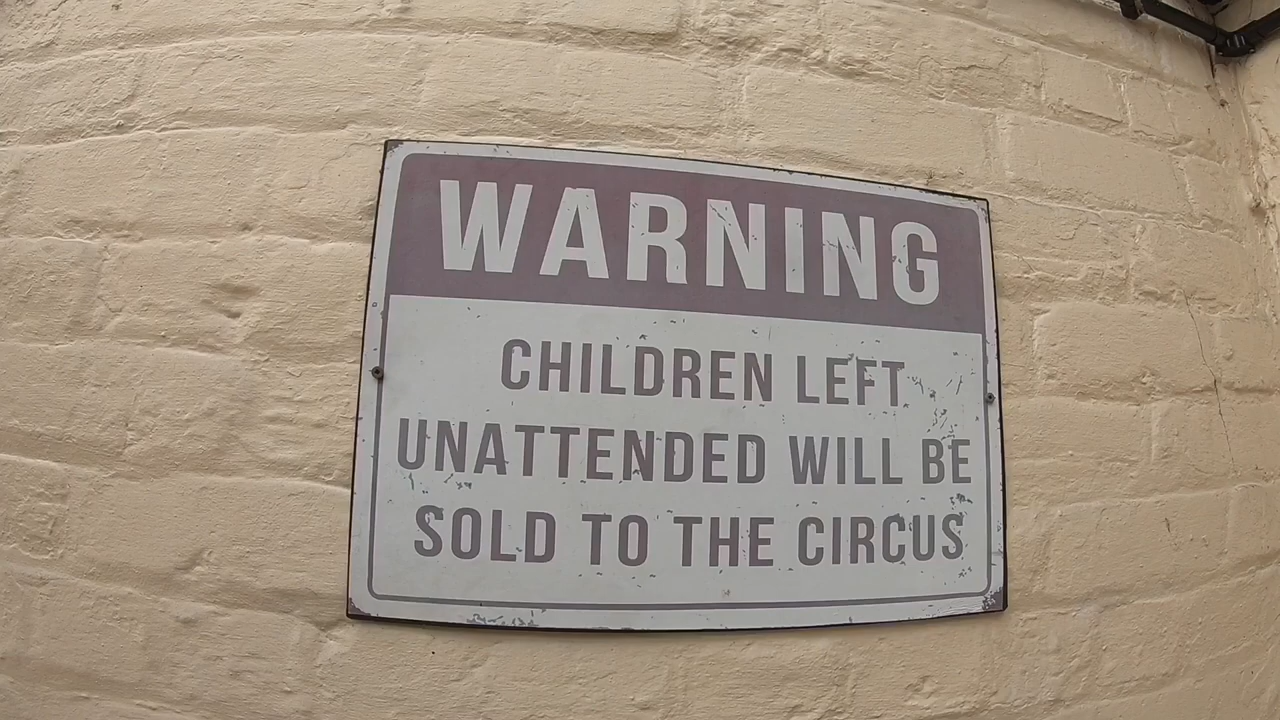 WARNING
CHILDREN LEFT
UNATTENDED WILL BE
SOLD TO THE CIRCUS